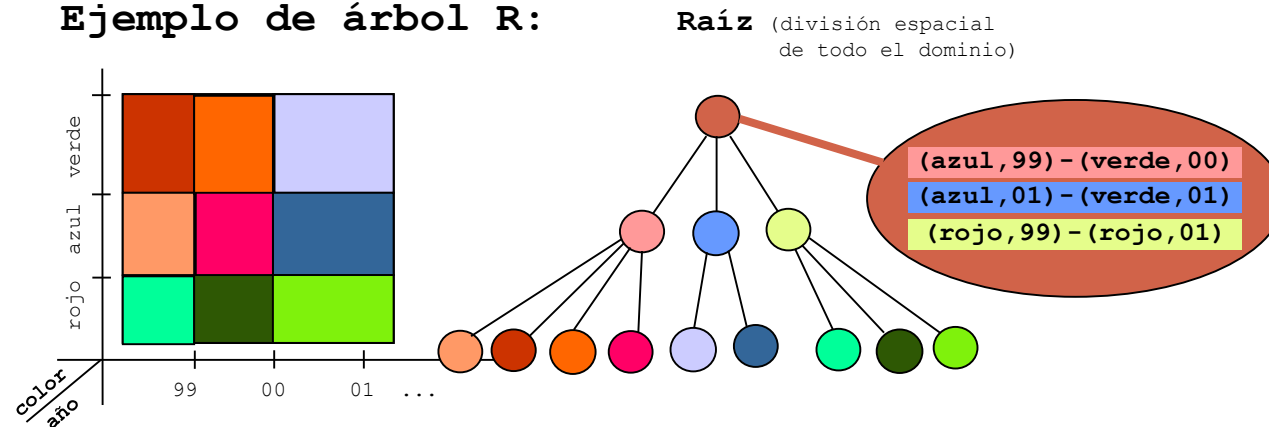 Ejemplo de árbol R:
Raíz (división espacial
de todo el dominio)
verde
azul
rojo
(azul,99)-(verde,00)
(azul,01)-(verde,01)
(rojo,99)-(rojo,01)
99 00 01 ...
color
año